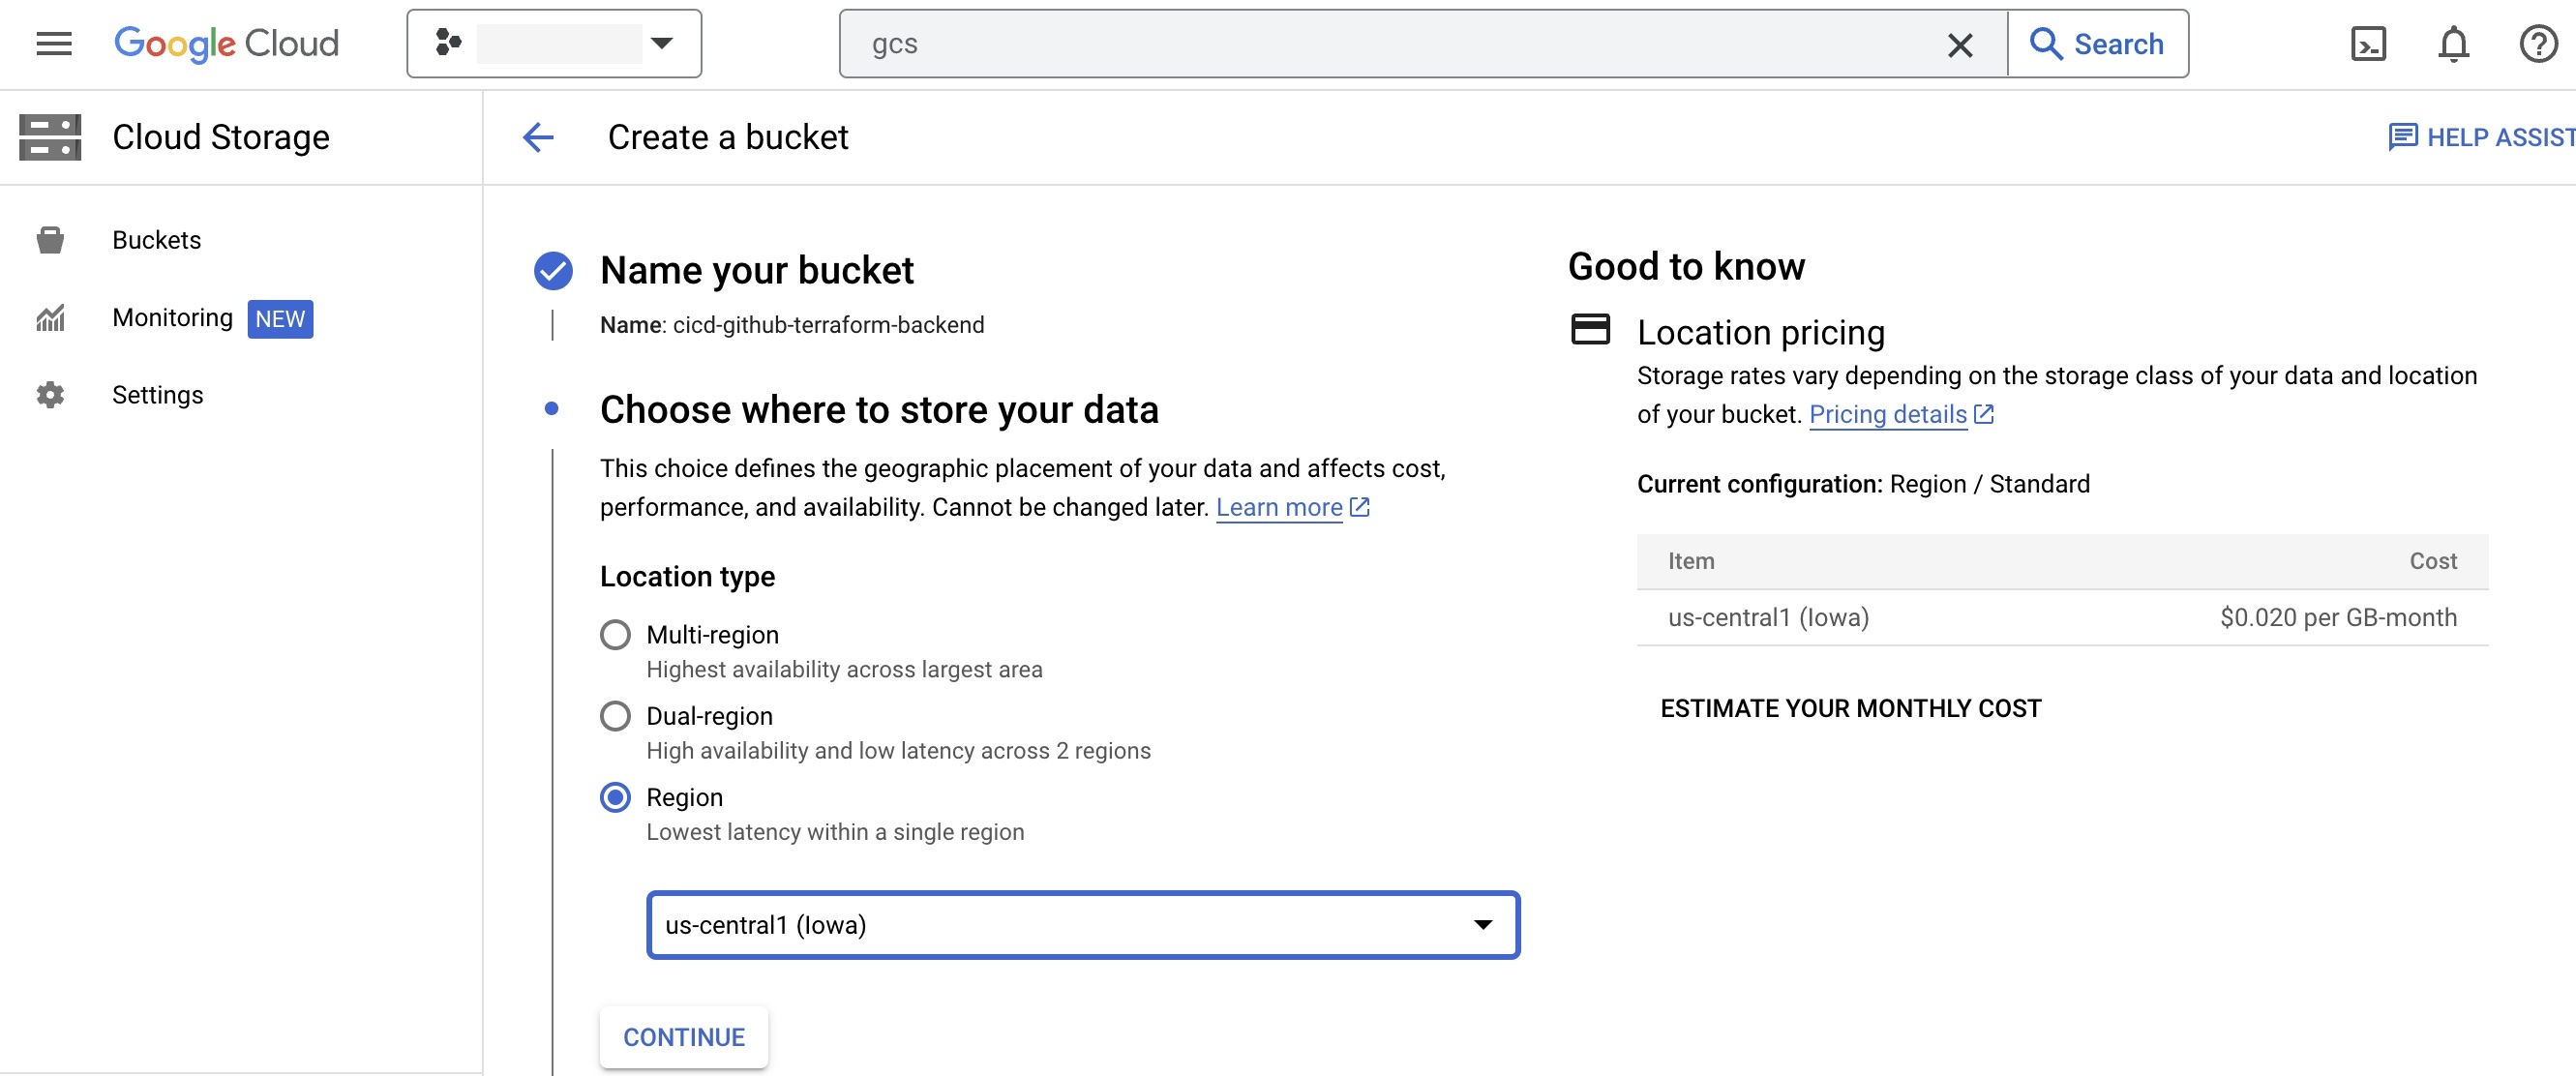 Google Cloud
gcs
Search
Cloud Storage
Create a bucket
HELP ASSIST
Buckets
Monitoring NEW
Settings
Name your bucket
Name: cicd-github-terraform-backend
Choose where to store your data
This choice defines the geographic placement of your data and affects cost,
performance, and availability. Cannot be changed later. Learn more
Location type
Multi-region
Highest availability across largest area
Dual-region
High availability and low latency across 2 regions
Region
Lowest latency within a single region
us-central1 (Iowa)
CONTINUE
Good to know
Location pricing
Storage rates vary depending on the storage class of your data and location
of your bucket. Pricing details
Current configuration: Region / Standard
Item Cost
us-central1 (Iowa) $0.020 per GB-month
ESTIMATE YOUR MONTHLY COST